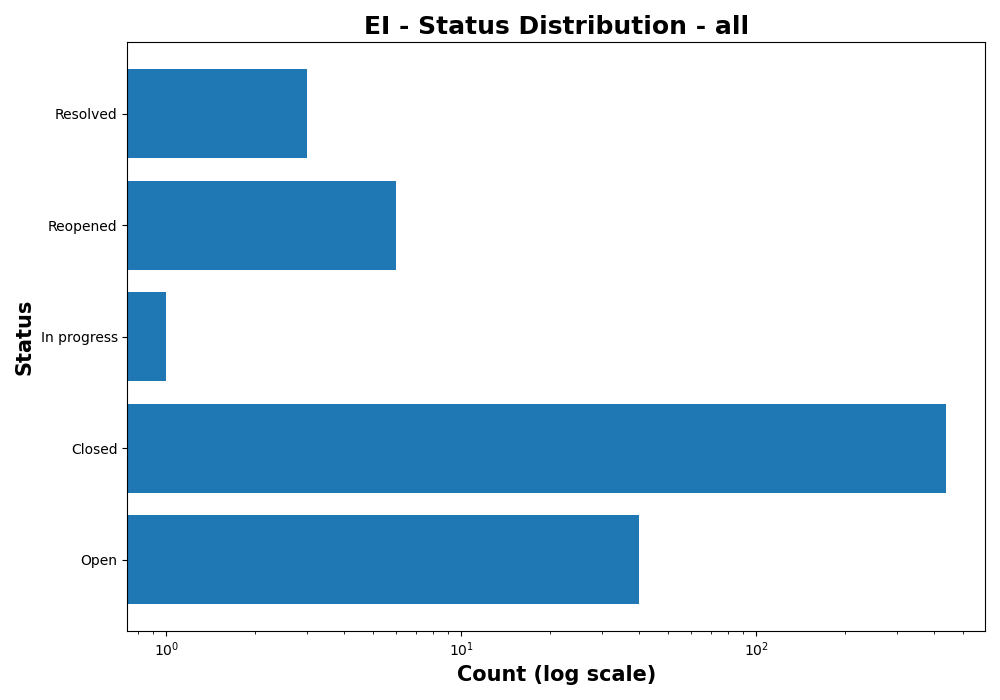 EI - Status Distribution - all
Status
Resolved
Reopened
In progress
Closed
Open
10⁰ 10¹ 10²
Count (log scale)